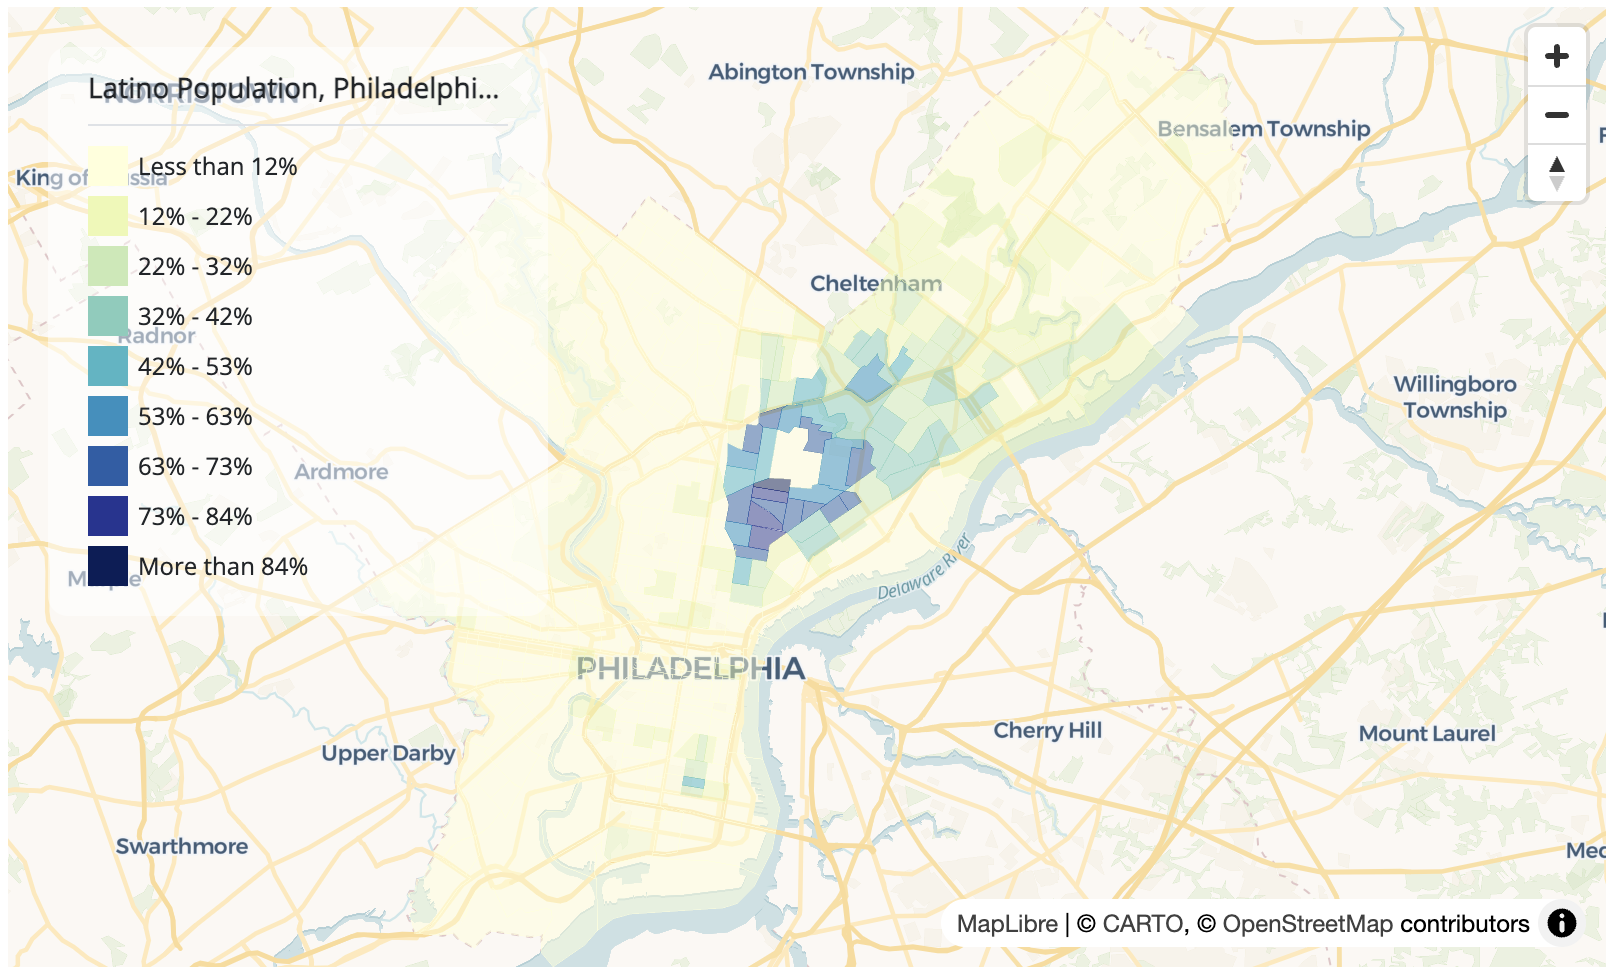 Latino Population, Philadelphi...
NORRISTOWN
Less than 12%
King of Prussia
12% - 22%
22% - 32%
32% - 42%
Radnor
42% - 53%
53% - 63%
63% - 73%
Ardmore
73% - 84%
More than 84%
Abington Township
Bensalem Township
Cheltenham
Willingboro
Township
Delaware River
PHILADELPHIA
Cherry Hill
Mount Laurel
Upper Darby
Swarthmore
Med
MapLibre | © CARTO, © OpenStreetMap contributors